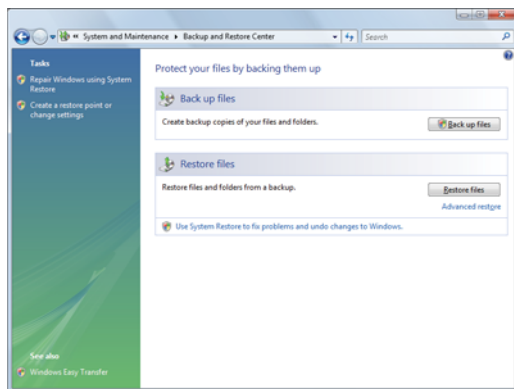 « System and Maintenance ▸ Backup and Restore Center
Search
Tasks
Repair Windows using System
Restore
Create a restore point or
change settings
See also
Windows Easy Transfer
Protect your files by backing them up
Back up files
Create backup copies of your files and folders.
Back up files
Restore files
Restore files and folders from a backup.
Restore files
Advanced restore
Use System Restore to fix problems and undo changes to Windows.